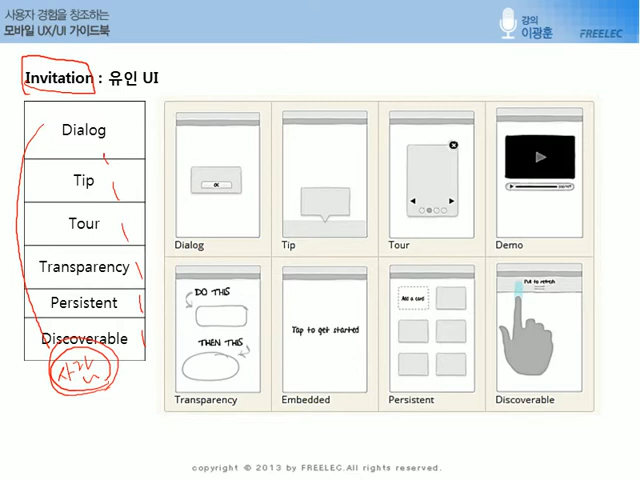 사용자 경험을 창조하는
모바일 UX/UI 가이드북
강의
이광훈
FREELEC
Invitation : 유인 UI
Dialog
Tip
Tour
Transparency
Persistent
Discoverable
OK
Dialog
Tip
Tour
Demo
DO THIS
THEN THIS
Transparency
Tap to get started
Embedded
Add a card
Persistent
Pull to refresh
Discoverable
copyright © 2013 by FREELEC.All rights reserved.